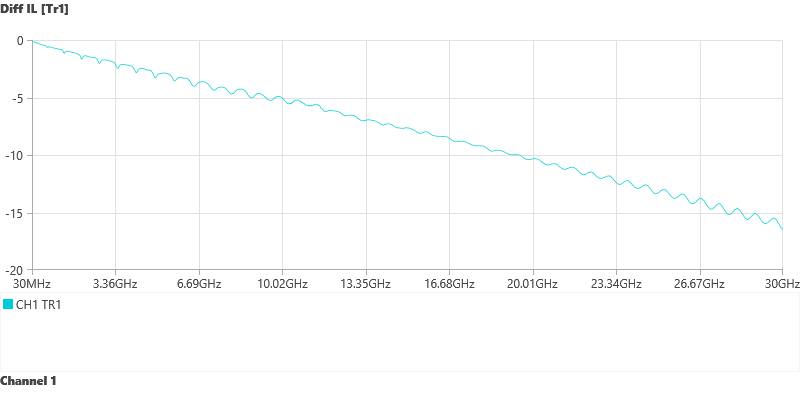 Diff IL [Tr1]
0
-5
-10
-15
-20
30MHz 3.36GHz 6.69GHz 10.02GHz 13.35GHz 16.68GHz 20.01GHz 23.34GHz 26.67GHz 30GHz
CH1 TR1
Channel 1